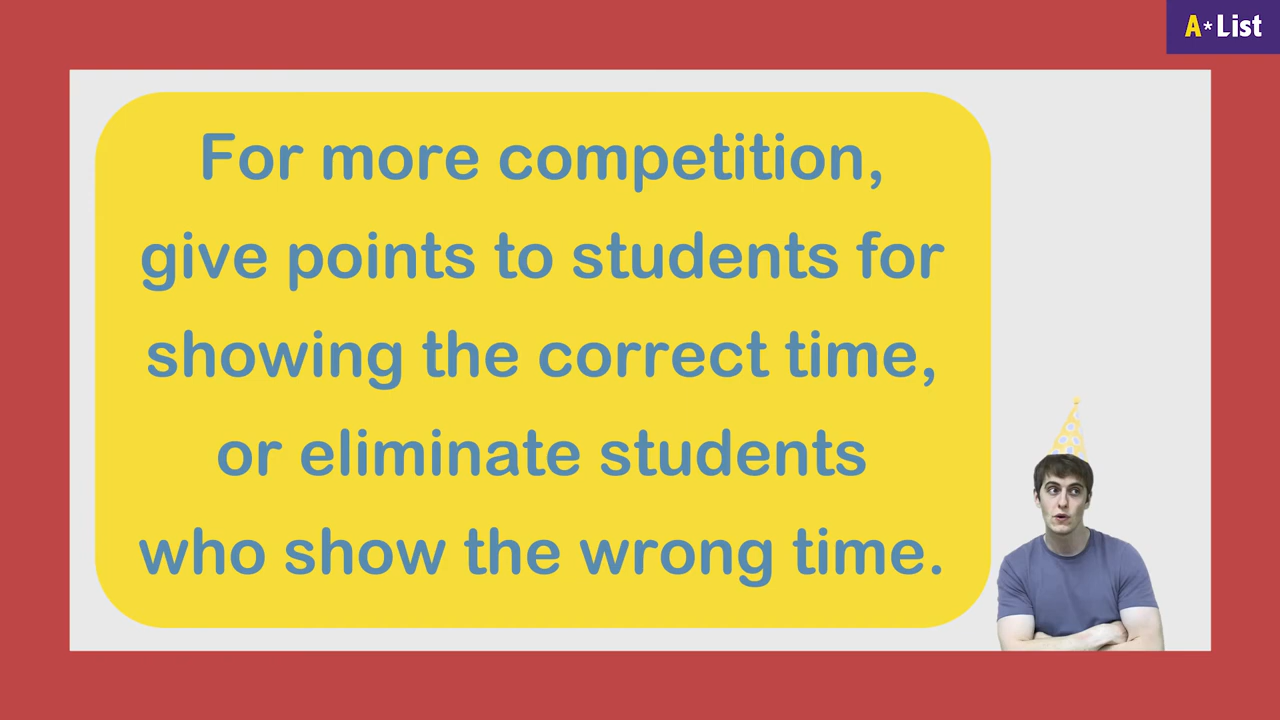 A*List
For more competition,
give points to students for
showing the correct time,
or eliminate students
who show the wrong time.